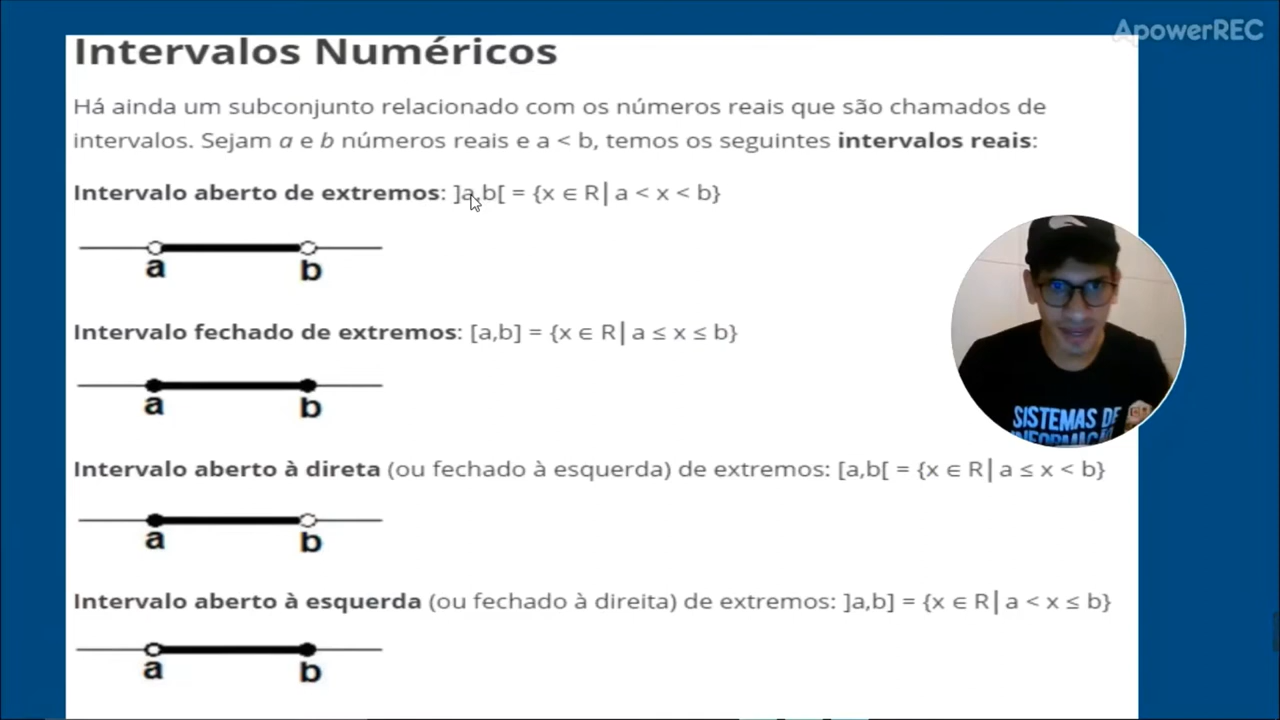 ApowerREC
Intervalos Numéricos
Há ainda um subconjunto relacionado com os números reais que são chamados de
intervalos. Sejam a e b números reais e a < b, temos os seguintes intervalos reais:
Intervalo aberto de extremos: ]a,b[ = {x ∈ R│a < x < b}
a b
Intervalo fechado de extremos: [a,b] = {x ∈ R│a ≤ x ≤ b}
a b
SISTEMAS DE
INFORMAÇÃO
Intervalo aberto à direta (ou fechado à esquerda) de extremos: [a,b[ = {x ∈ R│a ≤ x < b}
a b
Intervalo aberto à esquerda (ou fechado à direita) de extremos: ]a,b] = {x ∈ R│a < x ≤ b}
a b